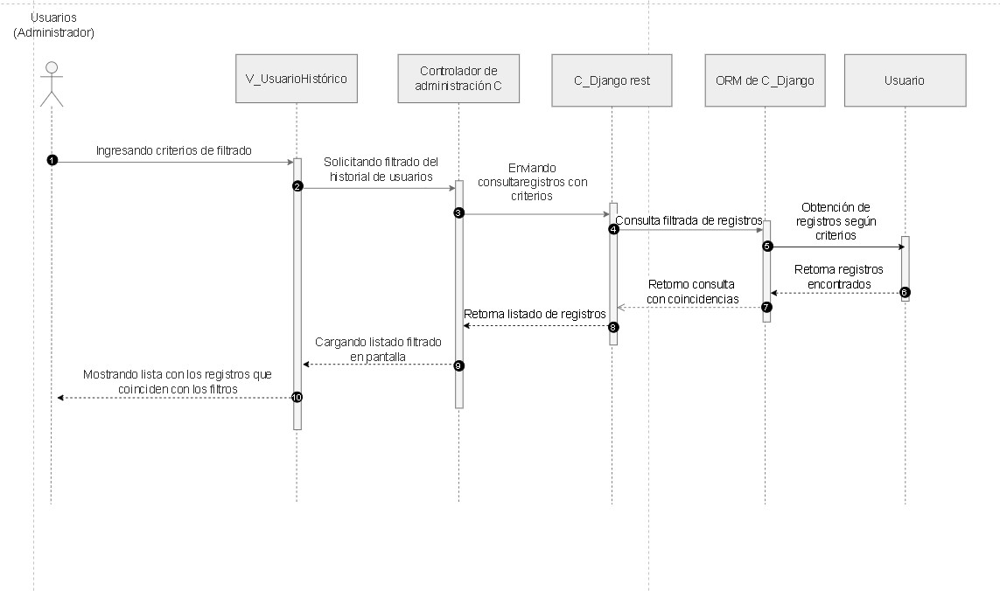 Usuarios
(Administrador)
V_UsuarioHistórico
Controlador de
administración C
C_Django rest
ORM de C_Django
Usuario
1
Ingresando criterios de filtrado
2
Solicitando filtrado del
historial de usuarios
3
Enviando
consultaregistros con
criterios
4
Consulta filtrada de registros
5
Obtención de
registros según
criterios
6
Retorna registros
encontrados
7
Retorno consulta
con coincidencias
8
Retorna listado de registros
9
Cargando listado filtrado
en pantalla
10
Mostrando lista con los registros que
coinciden con los filtros